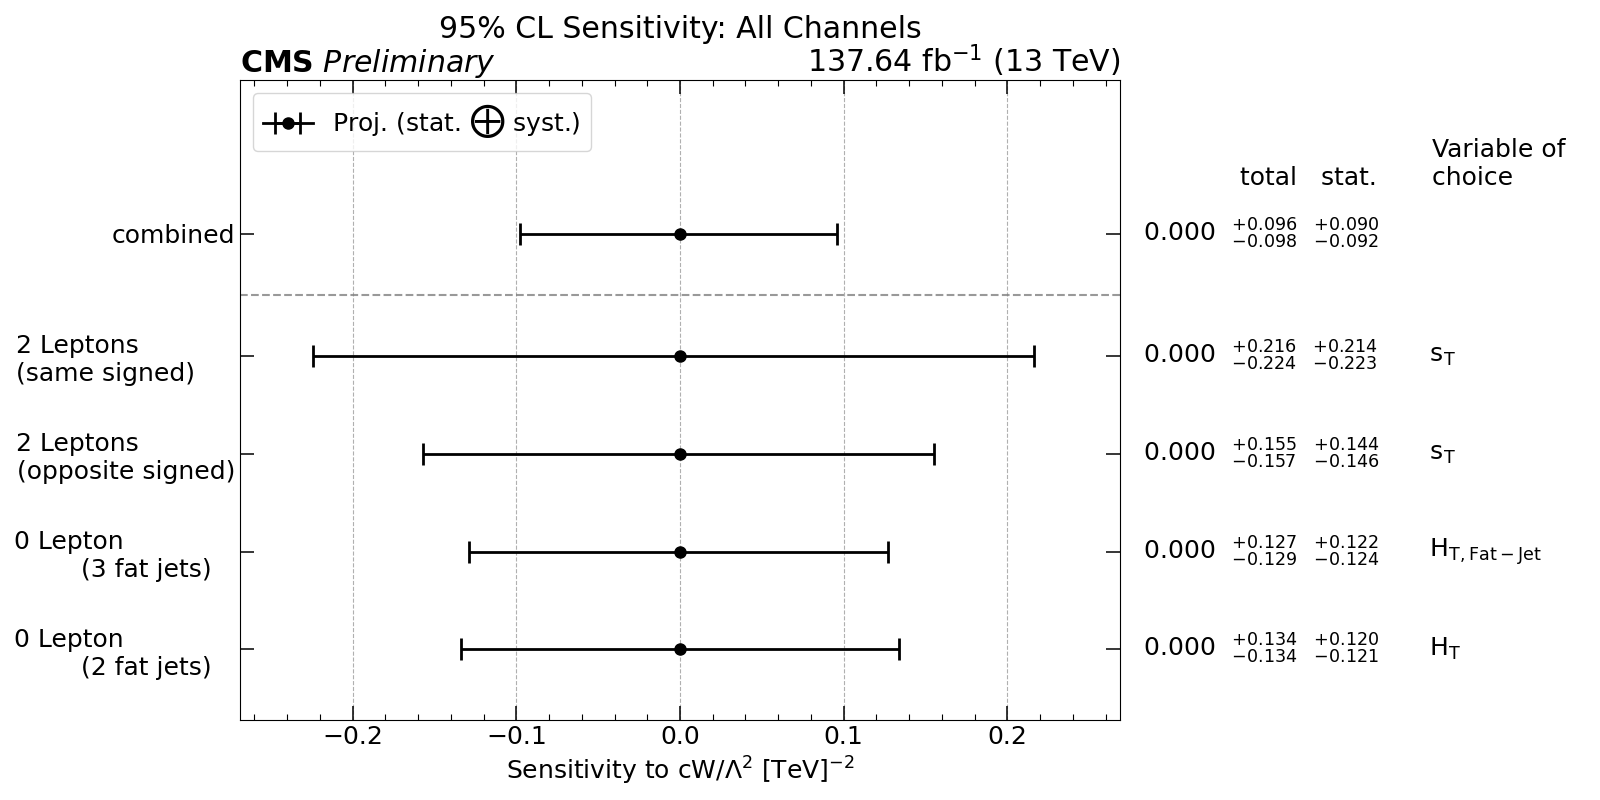 95% CL Sensitivity: All Channels
CMS Preliminary 137.64 fb⁻¹ (13 TeV)
Proj. (stat. ⊕ syst.)
Variable of
total stat. choice
combined 0.000 +0.096 −0.098 +0.090 −0.092
2 Leptons
(same signed) 0.000 +0.216 −0.224 +0.214 −0.223 s_T
2 Leptons
(opposite signed) 0.000 +0.155 −0.157 +0.144 −0.146 s_T
0 Lepton
(3 fat jets) 0.000 +0.127 −0.129 +0.122 −0.124 H_T, Fat−Jet
0 Lepton
(2 fat jets) 0.000 +0.134 −0.134 +0.120 −0.121 H_T
−0.2 −0.1 0.0 0.1 0.2
Sensitivity to cW/Λ² [TeV]⁻²